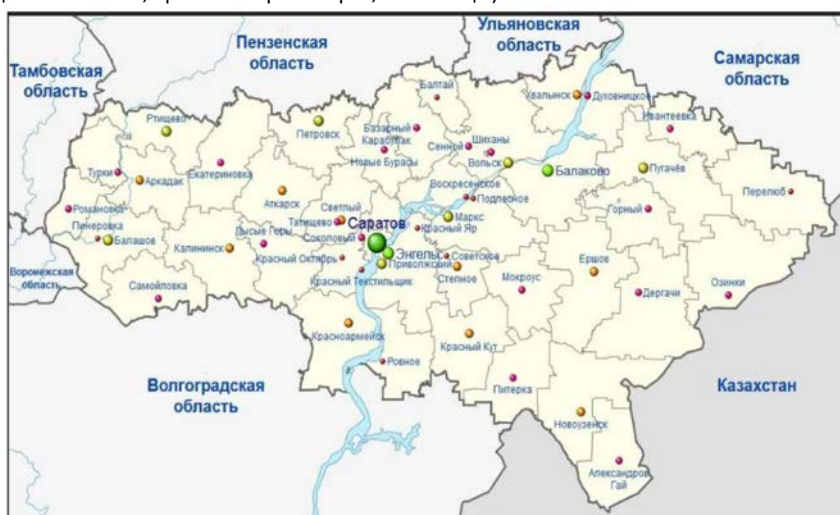 Пензенская
область
Ульяновская
область
Тамбовская
область
Самарская
область
Балтай
Хвалынск
Духовницкое
Ивантеевка
Ртищево
Петровск
Базарный
Карабулак
Новые Бурасы
Сенной
Шиханы
Вольск
Балаково
Пугачёв
Перелюб
Турки
Аркадак
Екатериновка
Аткарск
Воскресенское
Подлесное
Горный
Романовка
Пинеровка
Балашов
Калининск
Лысые Горы
Светлый
Татищево
Саратов
Соколовый
Маркс
Красный Яр
Энгельс
Приволжский
Советское
Степное
Красный Октябрь
Красный Текстильщик
Мокроус
Ершов
Дергачи
Озинки
Воронежская
область
Самойловка
Красноармейск
Красный Кут
Ровное
Питерка
Новоузенск
Александров
Гай
Волгоградская
область
Казахстан